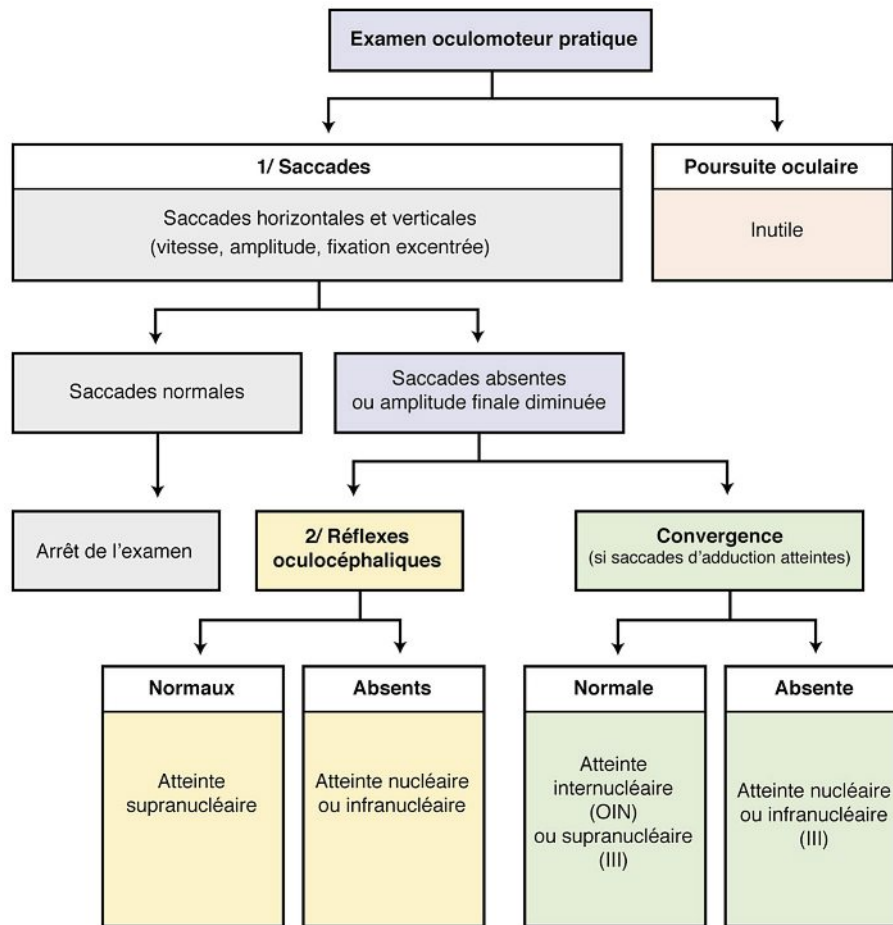 Examen oculomoteur pratique
1/ Saccades
Saccades horizontales et verticales
(vitesse, amplitude, fixation excentrée)
Poursuite oculaire
Inutile
Saccades normales
Saccades absentes
ou amplitude finale diminuée
Arrêt de l'examen
2/ Réflexes
oculocéphaliques
Convergence
(si saccades d'adduction atteintes)
Normaux
Atteinte
supranucléaire
Absents
Atteinte nucléaire
ou infranucléaire
Normale
Atteinte
internucléaire
(OIN)
ou supranucléaire
(III)
Absente
Atteinte nucléaire
ou infranucléaire
(III)